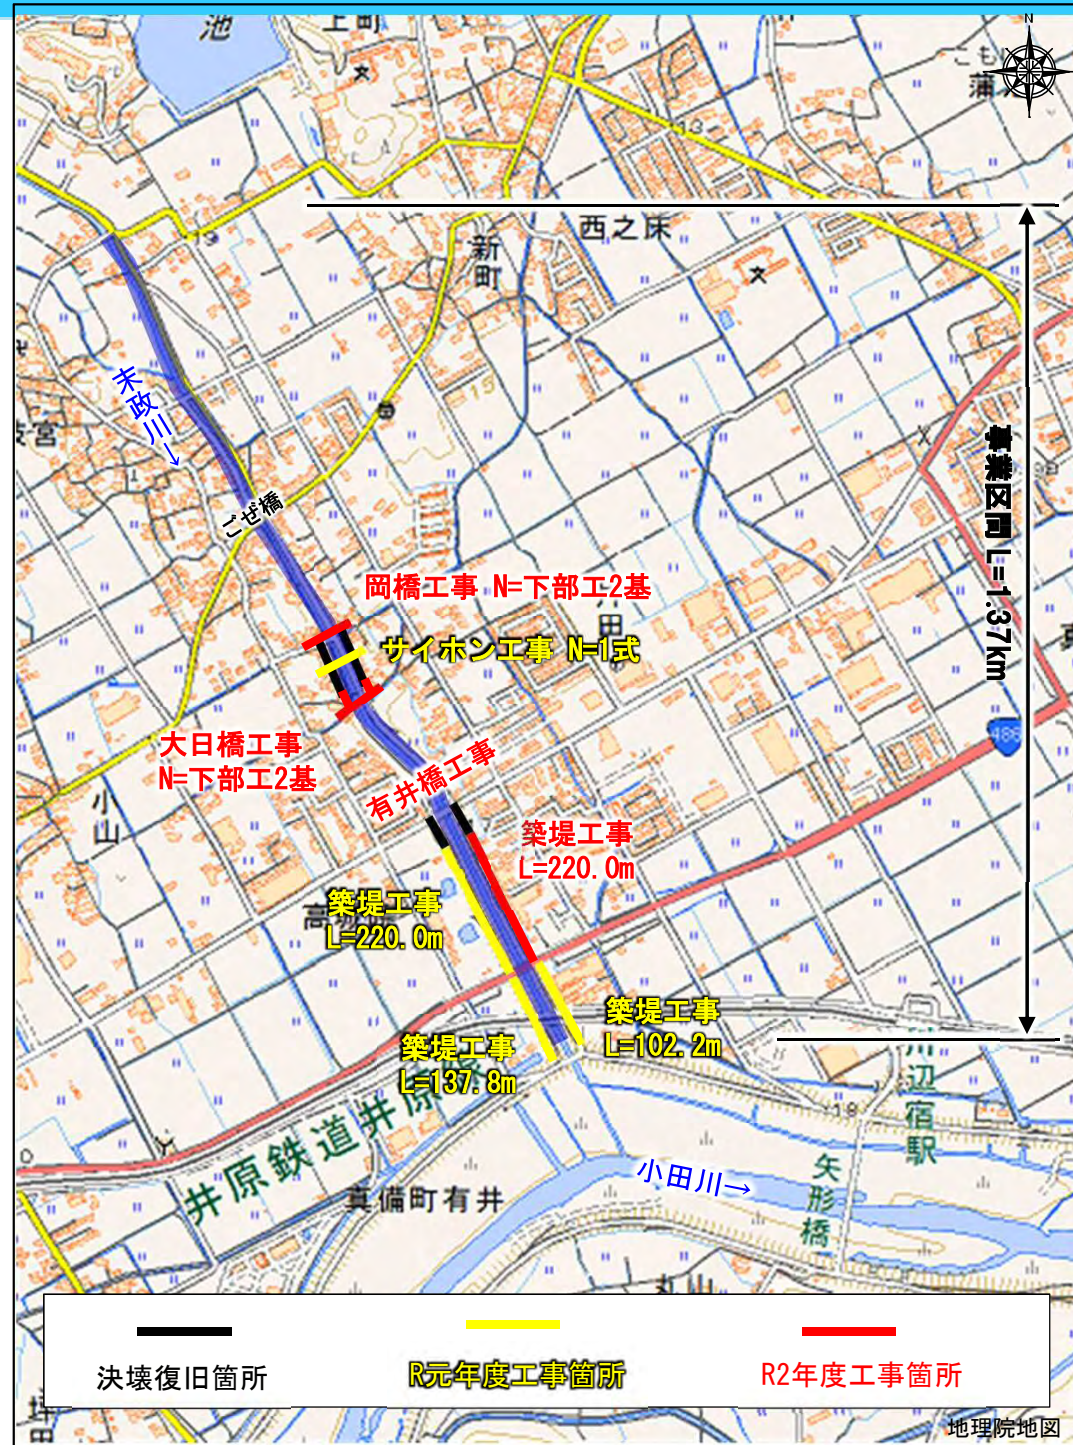 池
上町
N
西之床
新町
末政川→
ごぜ橋
事業区間 L=1.37km
岡橋工事 N=下部工2基
サイホン工事 N=1式
大日橋工事
N=下部工2基
有井橋工事
486
小山
築堤工事
L=220.0m
築堤工事
L=220.0m
築堤工事
L=102.2m
築堤工事
L=137.8m
井原鉄道井原
川辺宿駅
小田川→
矢形橋
真備町有井
決壊復旧箇所
R元年度工事箇所
R2年度工事箇所
地理院地図